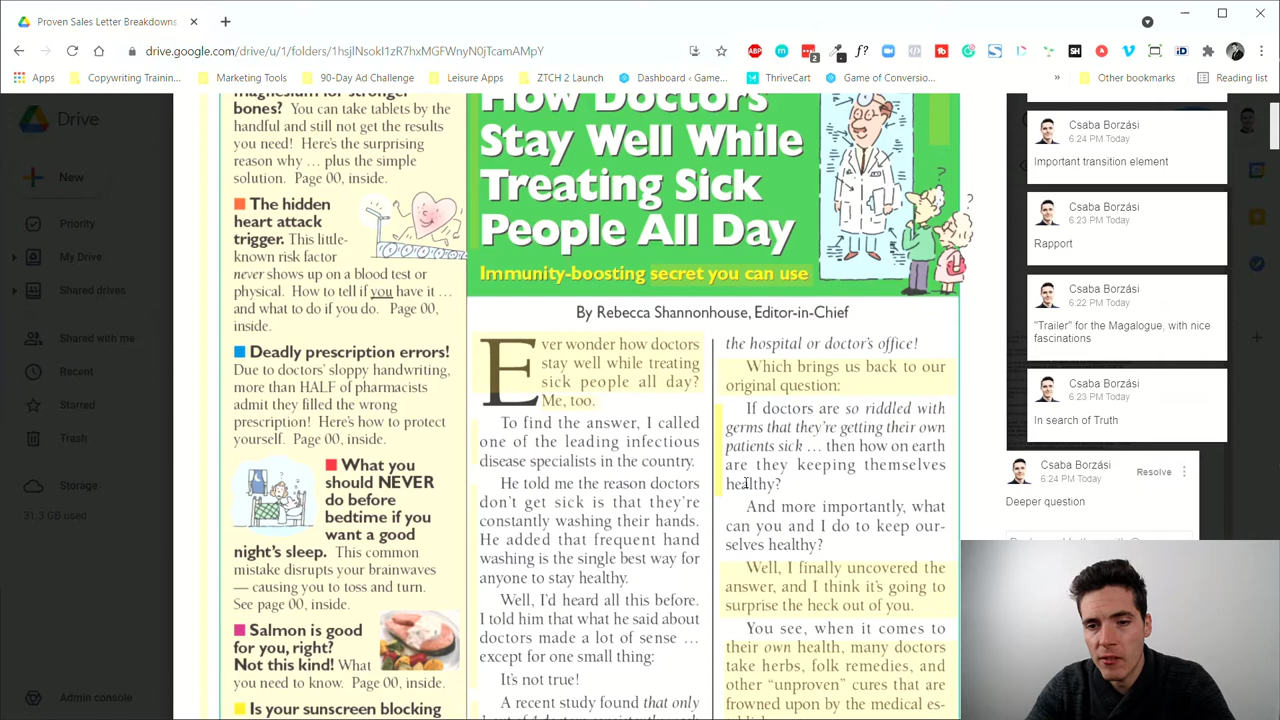 Proven Sales Letter Breakdowns
drive.google.com/drive/u/1/folders/1hsjlNsokI1zR7hxMGFWnyN0jTcamAMpY
Apps
Copywriting Trainin...
Marketing Tools
90-Day Ad Challenge
Leisure Apps
ZTCH 2 Launch
Dashboard ‹ Game...
ThriveCart
Game of Conversio...
»
Other bookmarks
Reading list
Drive
New
Priority
My Drive
Shared drives
Shared with me
Recent
Starred
Trash
Storage
31.3 GB used
Admin console
magnesium for stronger
bones? You can take tablets by the
handful and still not get the results
you need! Here's the surprising
reason why ... plus the simple
solution. Page 00, inside.
The hidden
heart attack
trigger. This little-
known risk factor
never shows up on a blood test or
physical. How to tell if you have it ...
and what to do if you do. Page 00,
inside.
Deadly prescription errors!
Due to doctors' sloppy handwriting,
more than HALF of pharmacists
admit they filled the wrong
prescription! Here's how to protect
yourself. Page 00, inside.
What you
should NEVER
do before
bedtime if you
want a good
night's sleep. This common
mistake disrupts your brainwaves
— causing you to toss and turn.
See page 00, inside.
Salmon is good
for you, right?
Not this kind! What
you need to know. Page 00, inside.
Is your sunscreen blocking
How Doctors
Stay Well While
Treating Sick
People All Day
Immunity-boosting secret you can use
By Rebecca Shannonhouse, Editor-in-Chief
Ever wonder how doctors
stay well while treating
sick people all day?
Me, too.
To find the answer, I called
one of the leading infectious
disease specialists in the country.
He told me the reason doctors
don't get sick is that they're
constantly washing their hands.
He added that frequent hand
washing is the single best way for
anyone to stay healthy.
Well, I'd heard all this before.
I told him that what he said about
doctors made a lot of sense ...
except for one small thing:
It's not true!
A recent study found that only
the hospital or doctor's office!
Which brings us back to our
original question:
If doctors are so riddled with
germs that they're getting their own
patients sick ... then how on earth
are they keeping themselves
healthy?
And more importantly, what
can you and I do to keep our-
selves healthy?
Well, I finally uncovered the
answer, and I think it's going to
surprise the heck out of you.
You see, when it comes to
their own health, many doctors
take herbs, folk remedies, and
other “unproven” cures that are
frowned upon by the medical es-
Csaba Borzási
6:24 PM Today
Important transition element
Csaba Borzási
6:23 PM Today
Rapport
Csaba Borzási
6:22 PM Today
"Trailer" for the Magalogue, with nice
fascinations
Csaba Borzási
6:23 PM Today
In search of Truth
Csaba Borzási
6:24 PM Today
Resolve
Deeper question